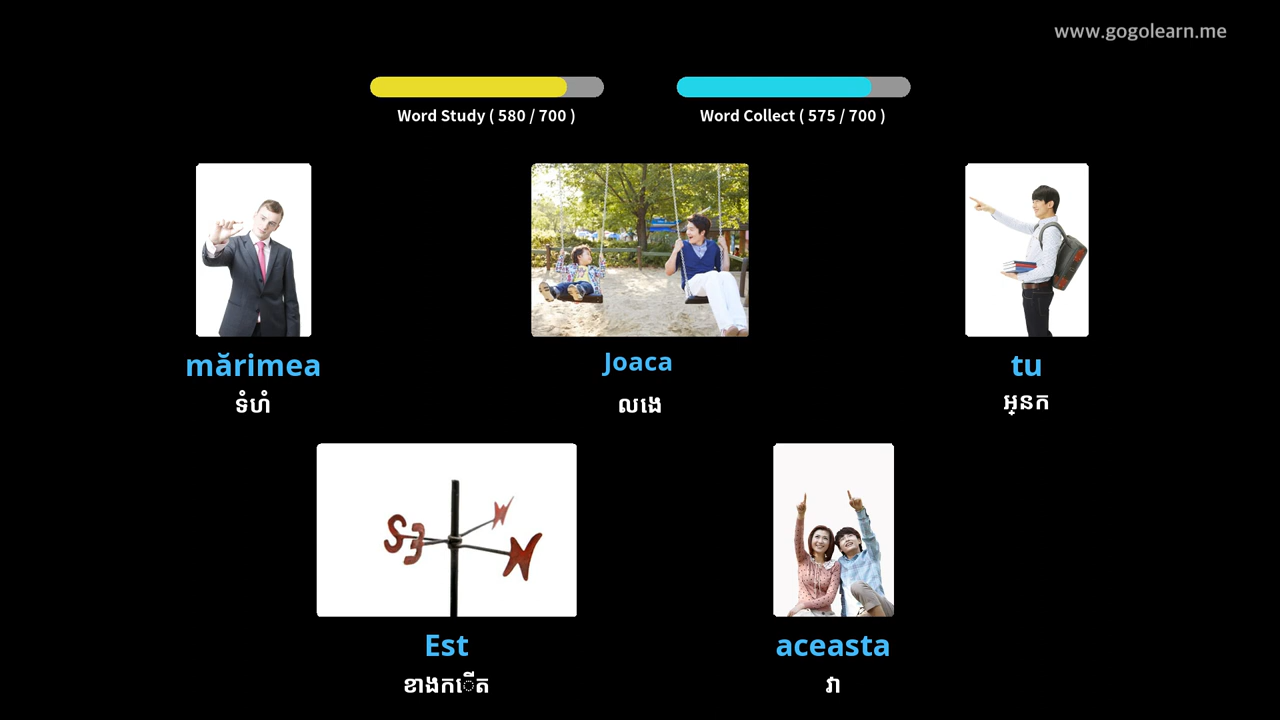 www.gogolearn.me
Word Study ( 580 / 700 )
Word Collect ( 575 / 700 )
mărimea
ទំហំ
Joaca
លេង
tu
អ្នក
Est
ខាងកើត
aceasta
វា